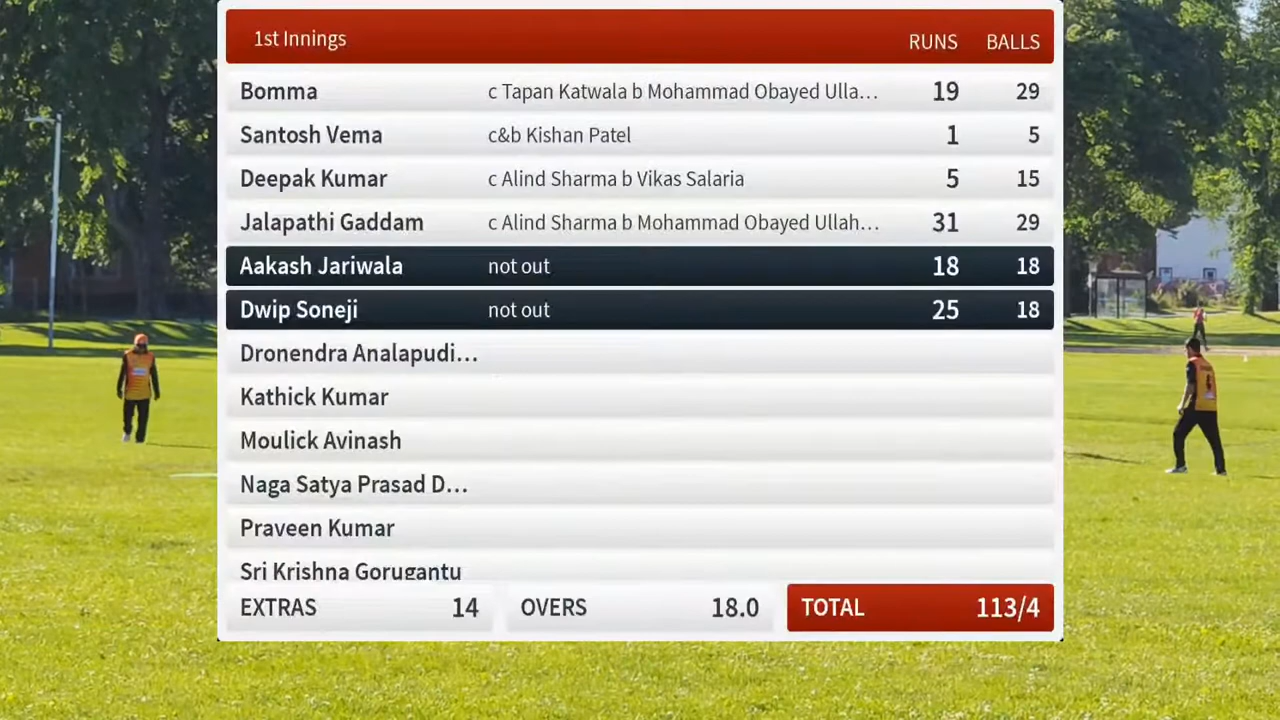 1st Innings RUNS BALLS
Bomma c Tapan Katwala b Mohammad Obayed Ulla... 19 29
Santosh Vema c&b Kishan Patel 1 5
Deepak Kumar c Alind Sharma b Vikas Salaria 5 15
Jalapathi Gaddam c Alind Sharma b Mohammad Obayed Ullah... 31 29
Aakash Jariwala not out 18 18
Dwip Soneji not out 25 18
Dronendra Analapudi...
Kathick Kumar
Moulick Avinash
Naga Satya Prasad D...
Praveen Kumar
Sri Krishna Gorugantu
EXTRAS 14 OVERS 18.0 TOTAL 113/4